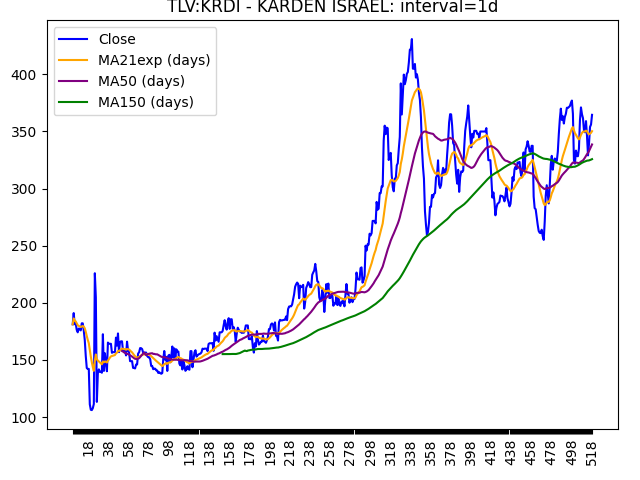 TLV:KRDI - KARDEN ISRAEL: interval=1d
Close
MA21exp (days)
MA50 (days)
MA150 (days)
400
350
300
250
200
150
100
18 38 58 78 98 118 138 158 178 198 218 238 258 278 298 318 338 358 378 398 418 438 458 478 498 518